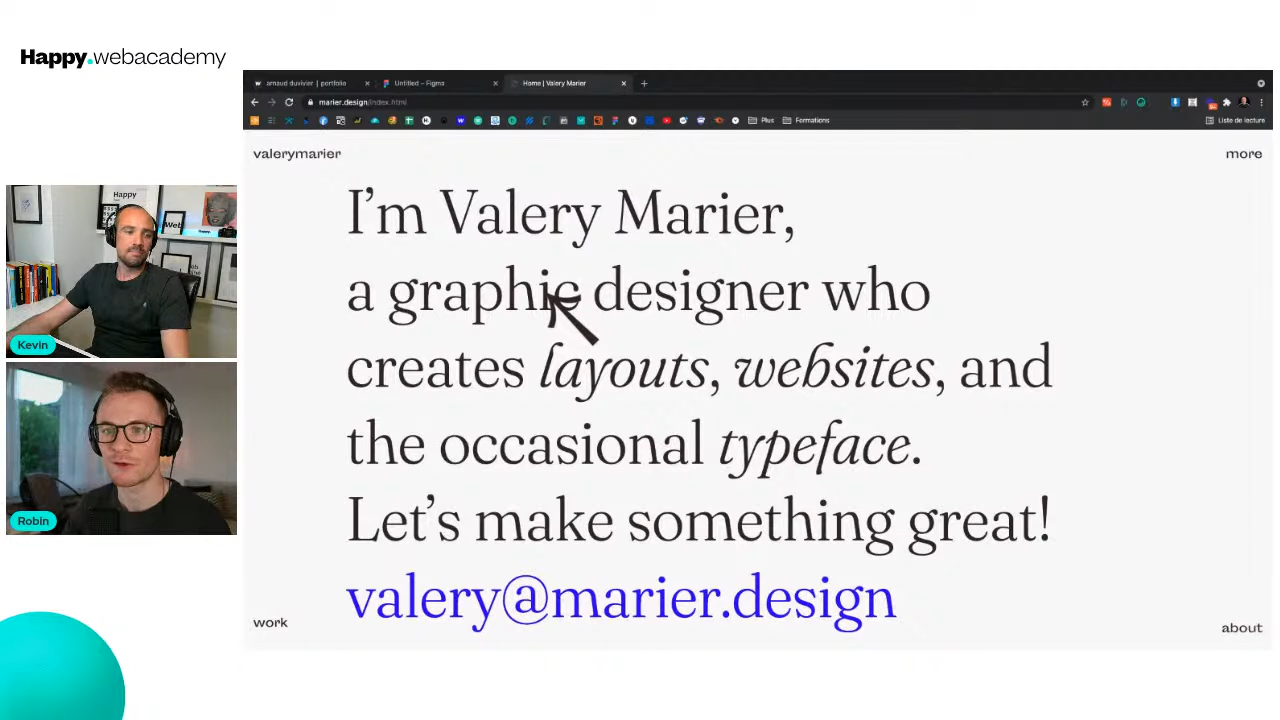 Happy.webacademy
arnaud duvivier | portfolio
Untitled – Figma
Home | Valery Marier
marier.design/index.html
Plus
Formations
Liste de lecture
valerymarier
more
I'm Valery Marier,
a graphic designer who
creates layouts, websites, and
the occasional typeface.
Let's make something great!
valery@marier.design
work
about
Happy
Web
Kevin
Robin